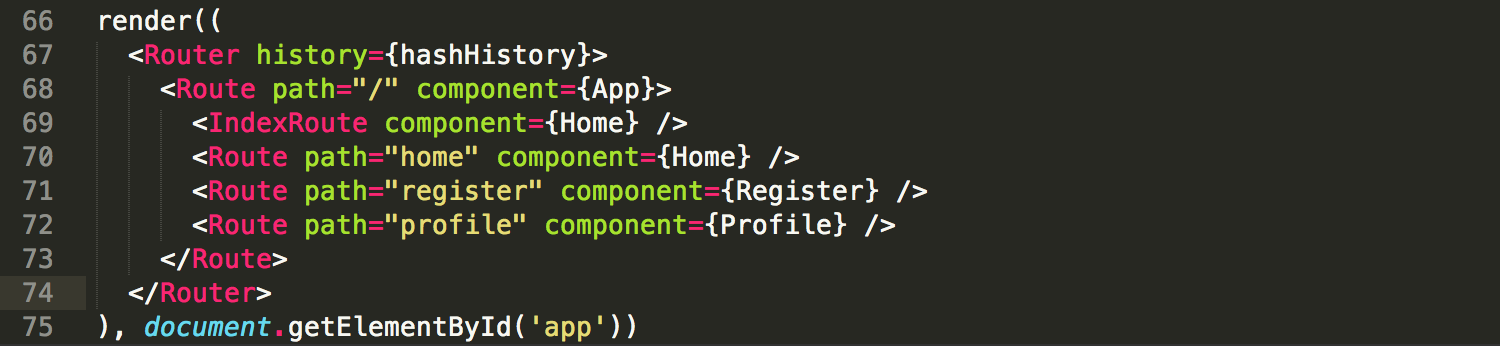 66 render((
67   <Router history={hashHistory}>
68     <Route path="/" component={App}>
69       <IndexRoute component={Home} />
70       <Route path="home" component={Home} />
71       <Route path="register" component={Register} />
72       <Route path="profile" component={Profile} />
73     </Route>
74   </Router>
75 ), document.getElementById('app'))